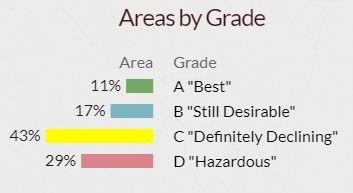 Areas by Grade
Area Grade
11% A "Best"
17% B "Still Desirable"
43% C "Definitely Declining"
29% D "Hazardous"